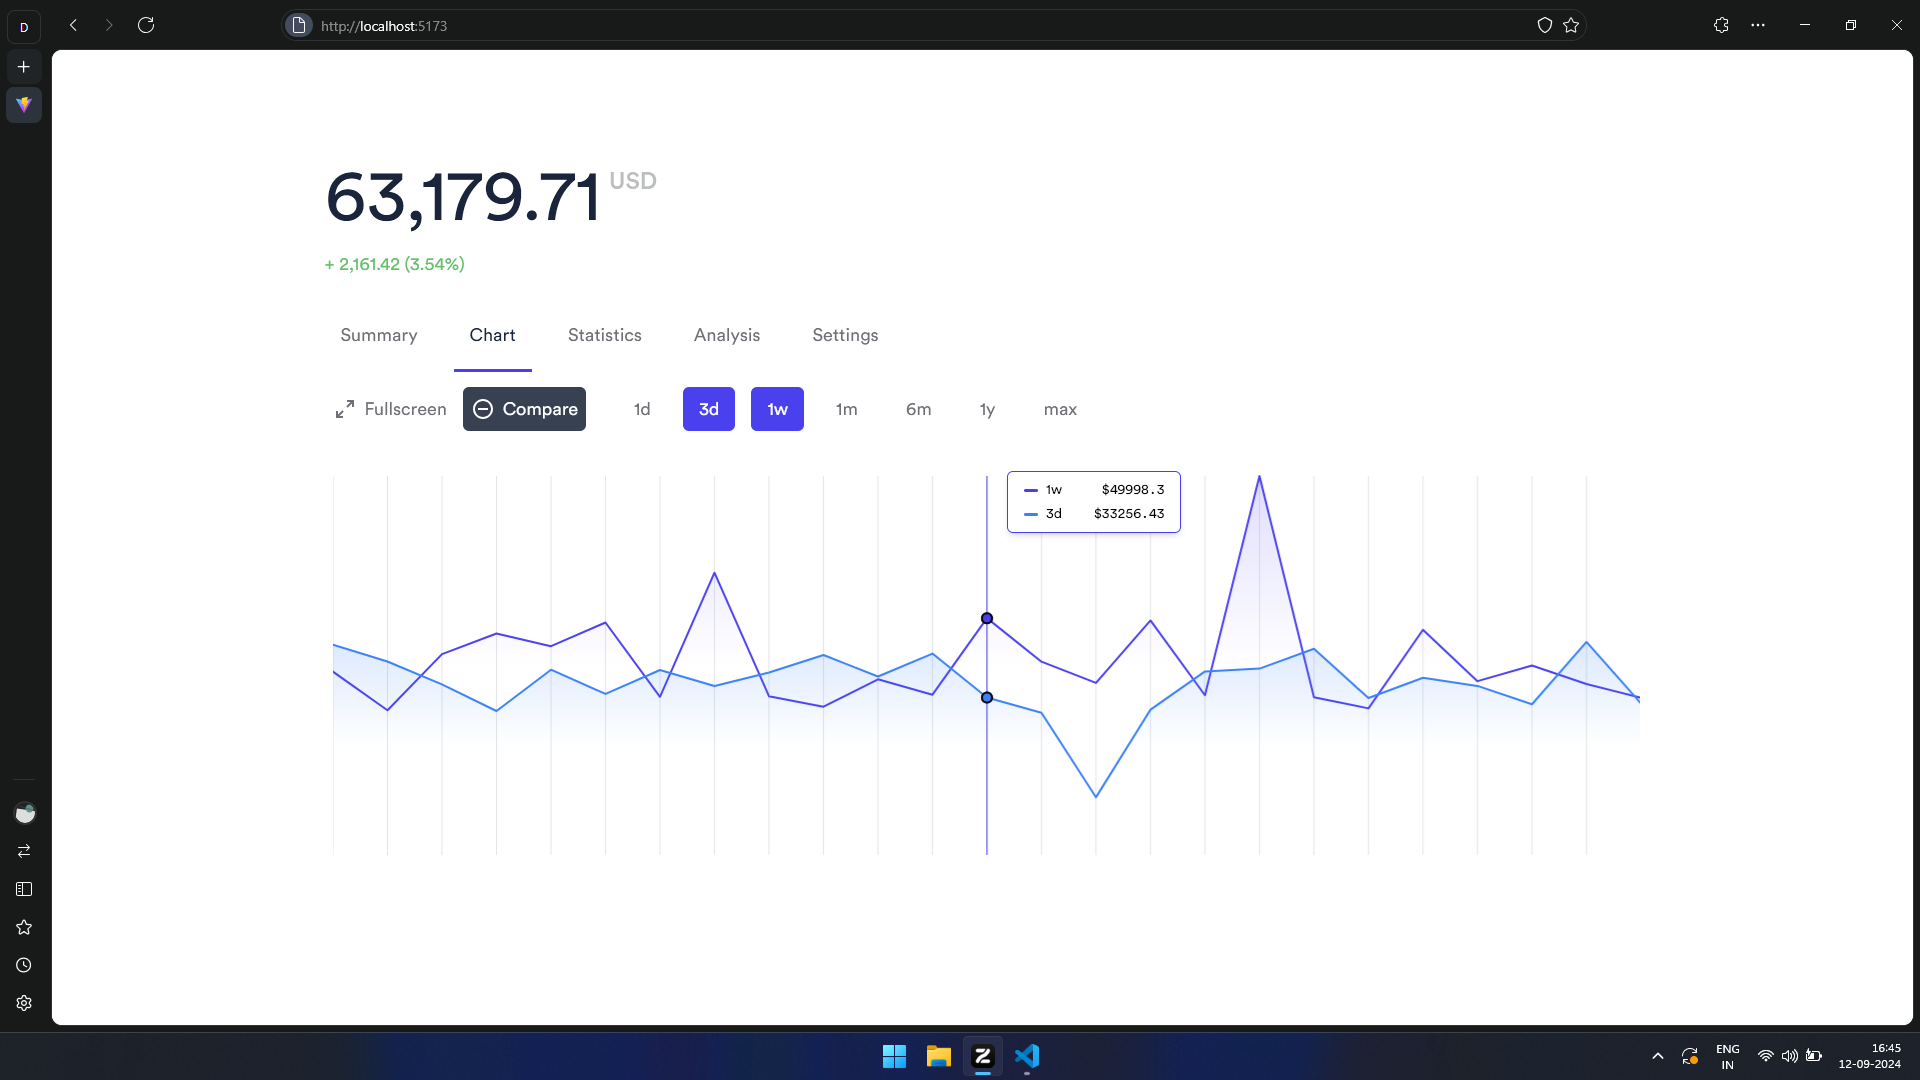 D
http://localhost:5173
63,179.71 USD
+ 2,161.42 (3.54%)
Summary Chart Statistics Analysis Settings
Fullscreen Compare 1d 3d 1w 1m 6m 1y max
1w $49998.3
3d $33256.43
ENG 16:45
IN 12-09-2024